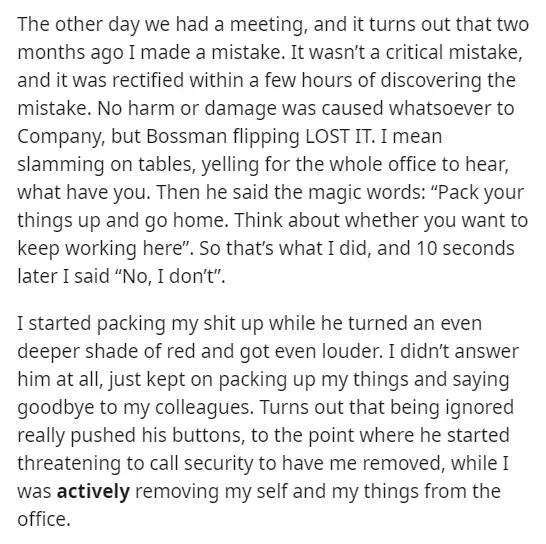 The other day we had a meeting, and it turns out that two
months ago I made a mistake. It wasn’t a critical mistake,
and it was rectified within a few hours of discovering the
mistake. No harm or damage was caused whatsoever to
Company, but Bossman flipping LOST IT. I mean
slamming on tables, yelling for the whole office to hear,
what have you. Then he said the magic words: “Pack your
things up and go home. Think about whether you want to
keep working here”. So that’s what I did, and 10 seconds
later I said “No, I don’t”.
I started packing my shit up while he turned an even
deeper shade of red and got even louder. I didn’t answer
him at all, just kept on packing up my things and saying
goodbye to my colleagues. Turns out that being ignored
really pushed his buttons, to the point where he started
threatening to call security to have me removed, while I
was actively removing my self and my things from the
office.